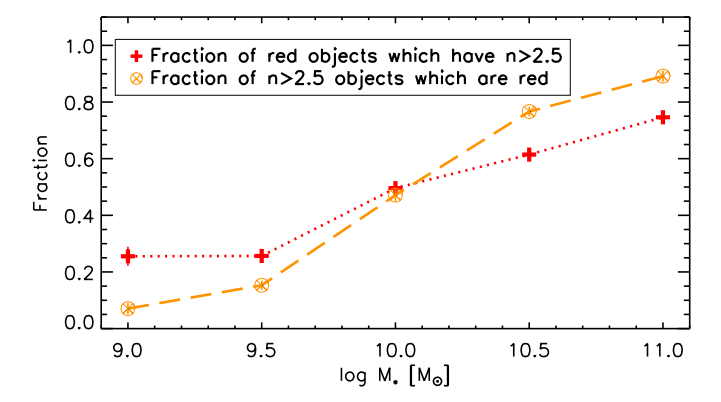 1.0
Fraction of red objects which have n>2.5
Fraction of n>2.5 objects which are red
0.8
0.6
0.4
0.2
0.0
Fraction
9.0 9.5 10.0 10.5 11.0
log M* [M⊙]